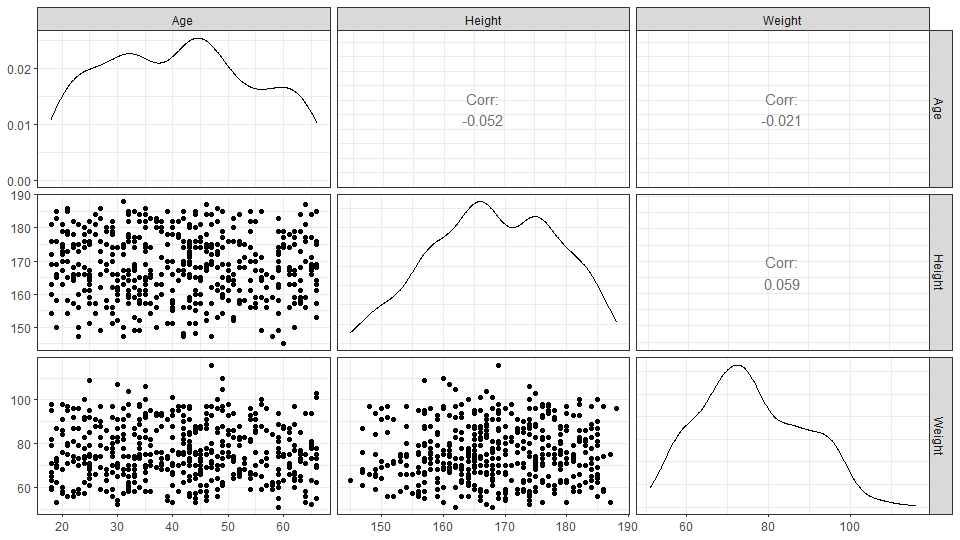 Age Height Weight
0.02
0.01
0.00
Corr:
-0.052
Corr:
-0.021
Age
190
180
170
160
150
Corr:
0.059
Height
100
80
60
Weight
20 30 40 50 60
150 160 170 180 190
60 80 100